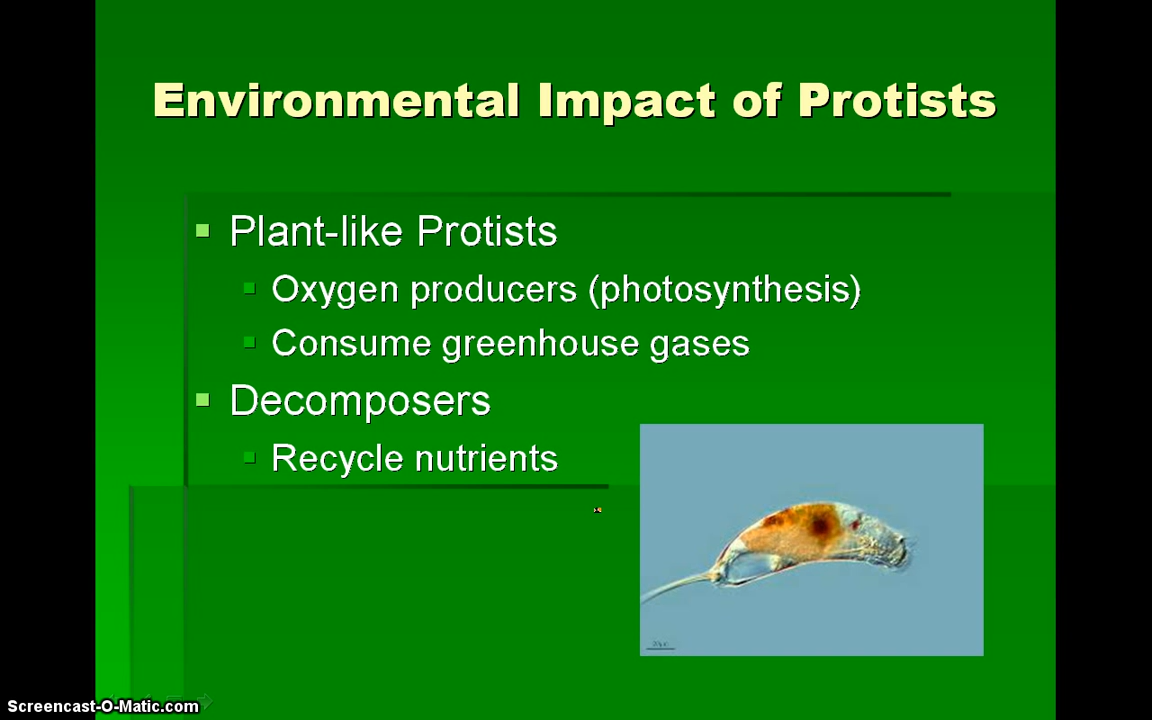 Environmental Impact of Protists
Plant-like Protists
Oxygen producers (photosynthesis)
Consume greenhouse gases
Decomposers
Recycle nutrients
Screencast-O-Matic.com